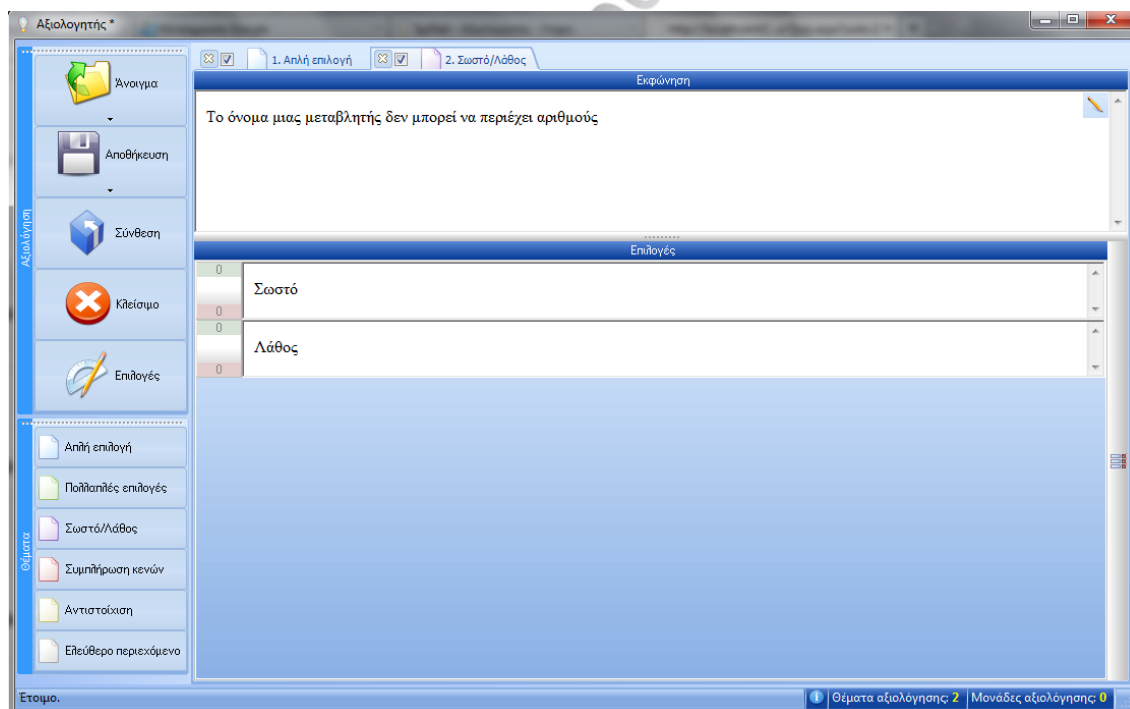 Αξιολογητής *
1. Απλή επιλογή
2. Σωστό/Λάθος
Άνοιγμα
Αποθήκευση
Σύνθεση
Κλείσιμο
Επιλογές
Αξιολόγηση
Εκφώνηση
Το όνομα μιας μεταβλητής δεν μπορεί να περιέχει αριθμούς
Επιλογές
0
Σωστό
0
0
Λάθος
0
Θέματα
Απλή επιλογή
Πολλαπλές επιλογές
Σωστό/Λάθος
Συμπλήρωση κενών
Αντιστοίχιση
Ελεύθερο περιεχόμενο
Έτοιμο.
Θέματα αξιολόγησης: 2
Μονάδες αξιολόγησης: 0